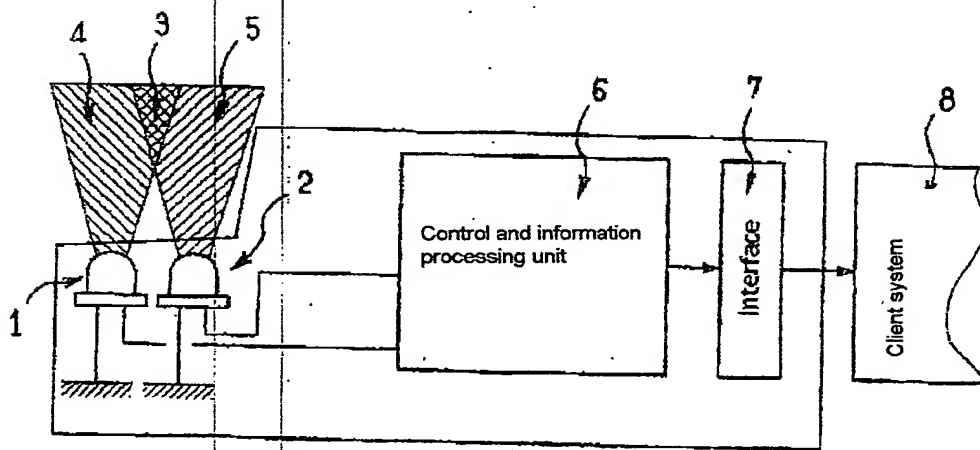 4
3
5
6
7
8
2
1
Control and information
processing unit
Interface
Client system